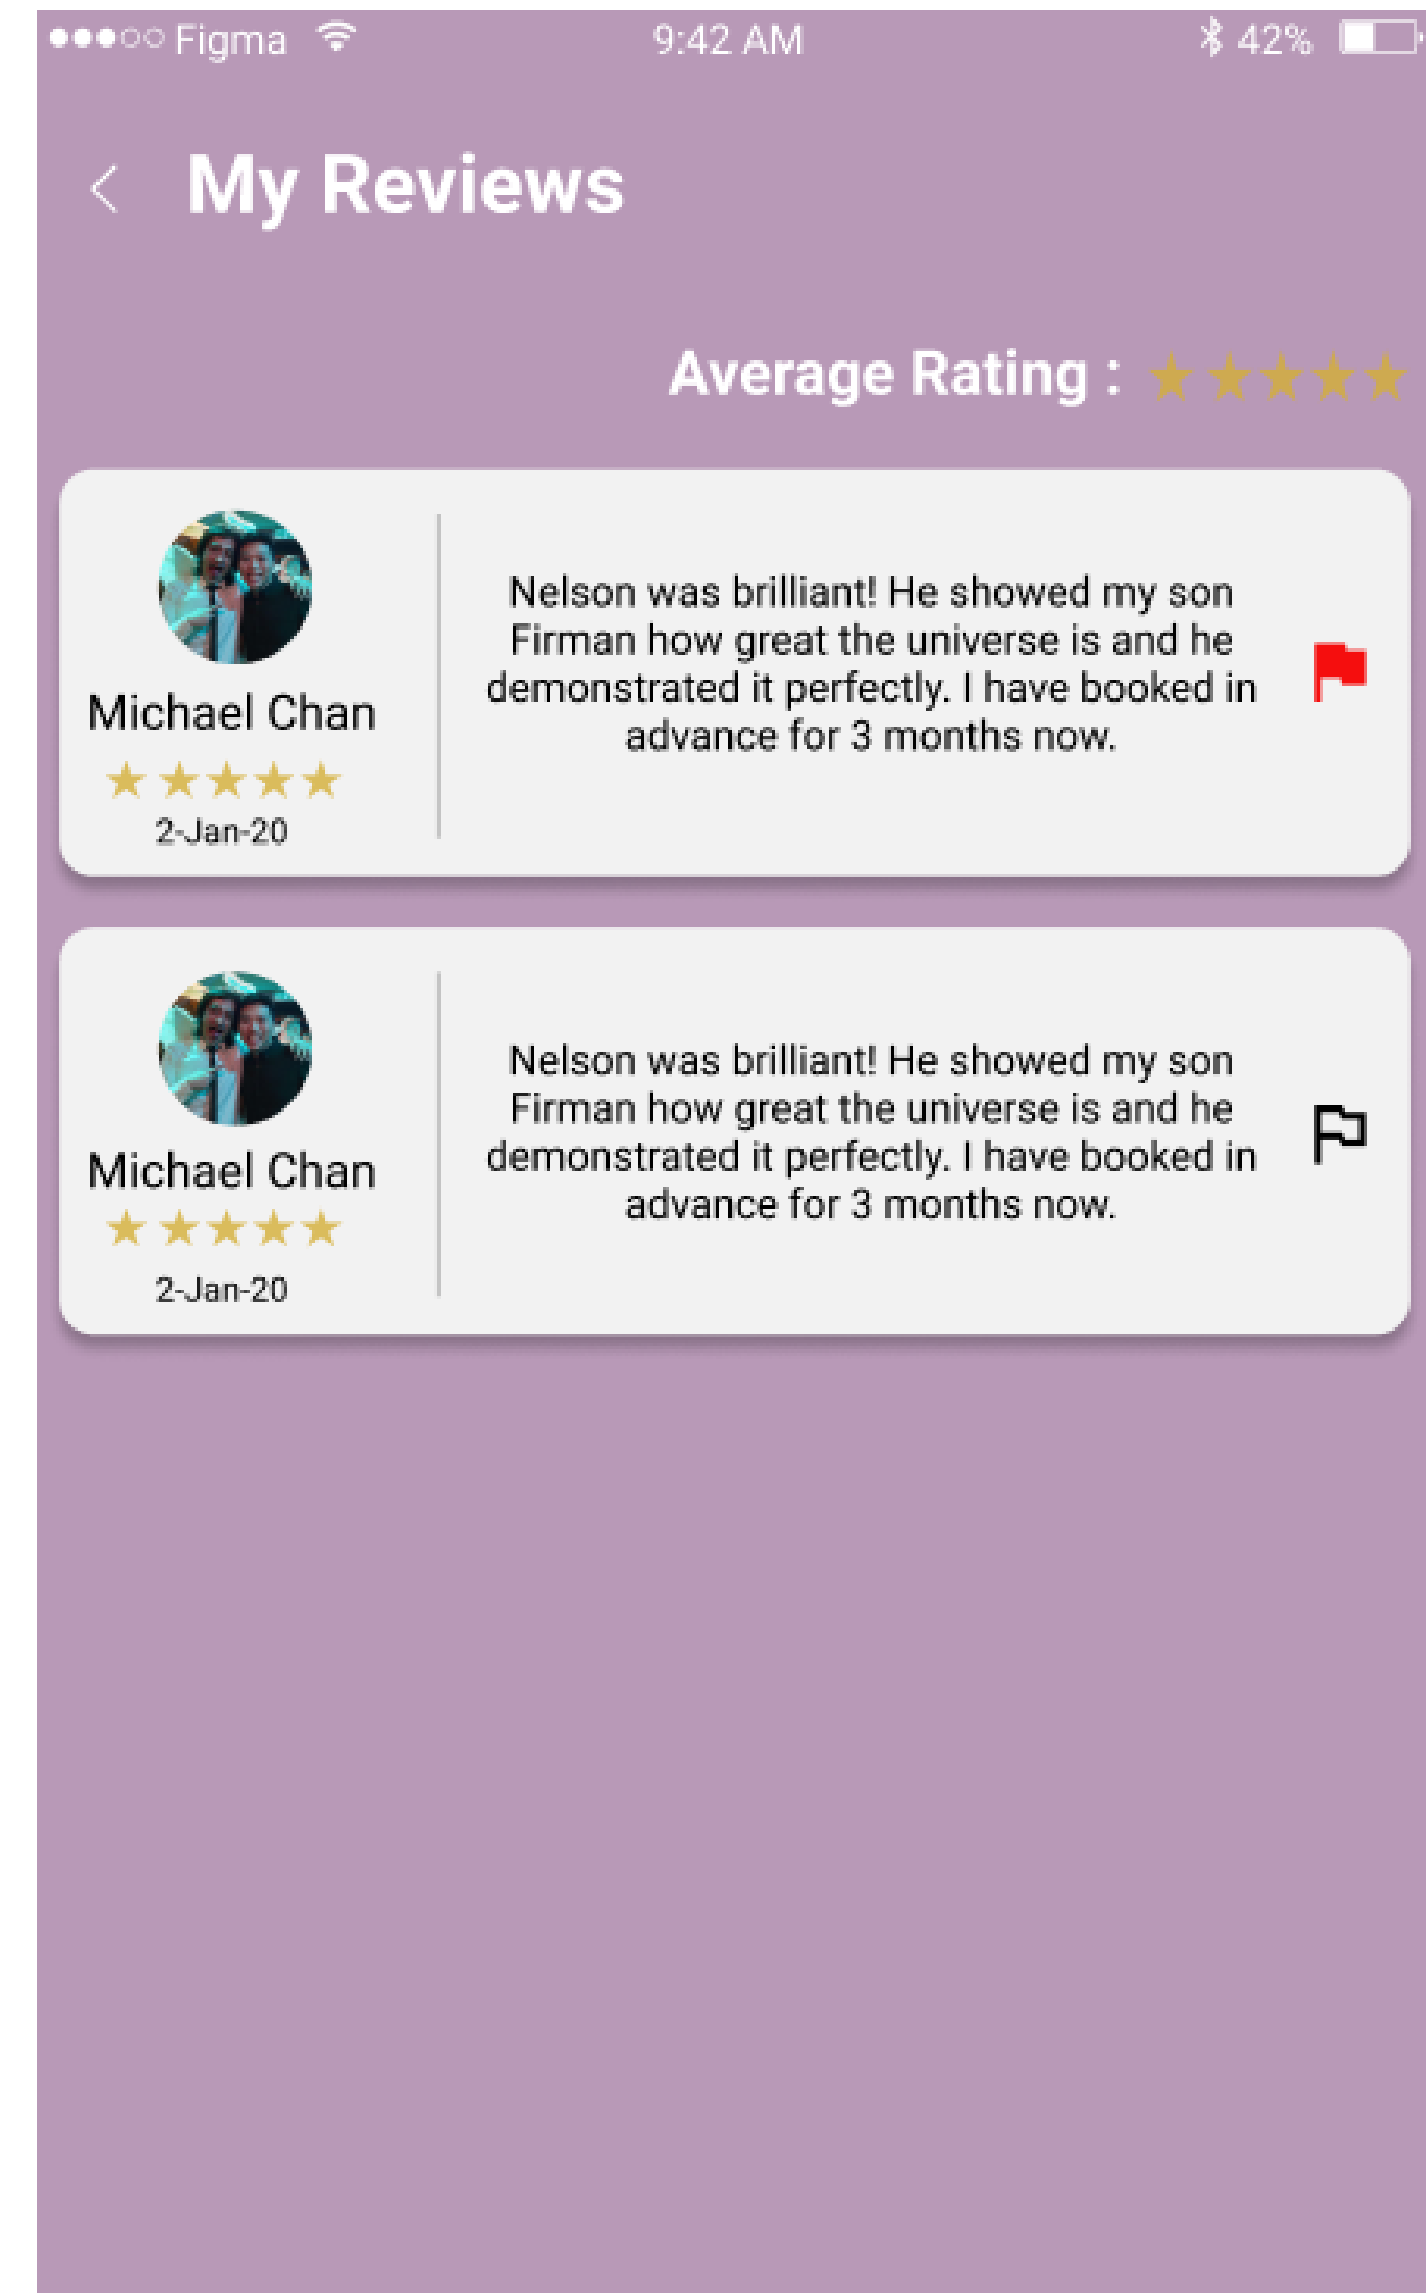 Figma 9:42 AM 42%
My Reviews
Average Rating :
Nelson was brilliant! He showed my son
Firman how great the universe is and he
demonstrated it perfectly. I have booked in
advance for 3 months now.
Michael Chan
2-Jan-20
Nelson was brilliant! He showed my son
Firman how great the universe is and he
demonstrated it perfectly. I have booked in
advance for 3 months now.
Michael Chan
2-Jan-20